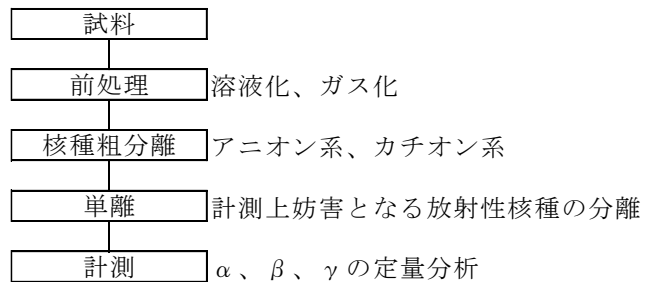 試料
前処理 溶液化、ガス化
核種粗分離 アニオン系、カチオン系
単離 計測上妨害となる放射性核種の分離
計測 α、β、γの定量分析